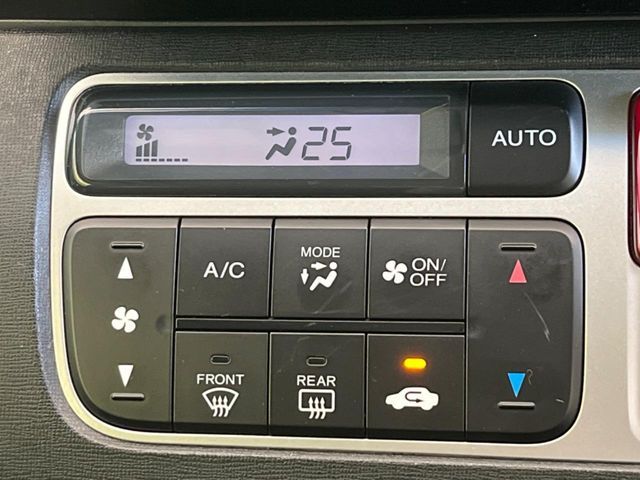 25
AUTO
A/C
MODE
ON/
OFF
FRONT
REAR